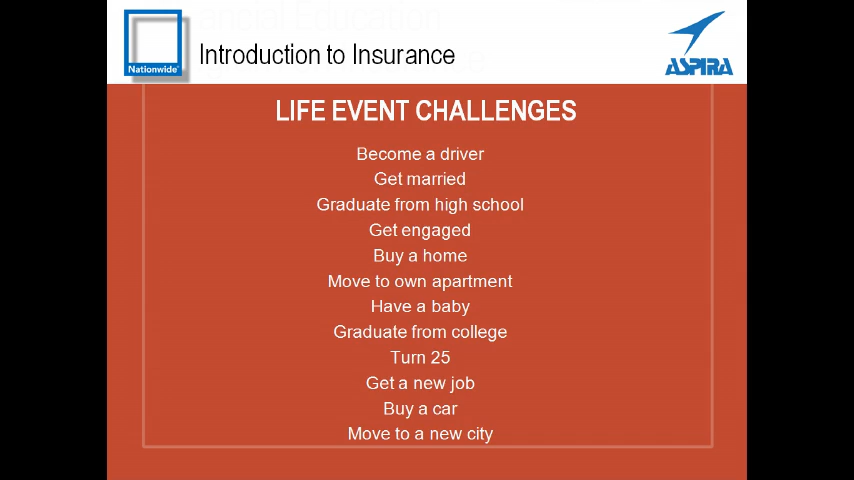 Nationwide®
Introduction to Insurance
ASPIRA
LIFE EVENT CHALLENGES
Become a driver
Get married
Graduate from high school
Get engaged
Buy a home
Move to own apartment
Have a baby
Graduate from college
Turn 25
Get a new job
Buy a car
Move to a new city